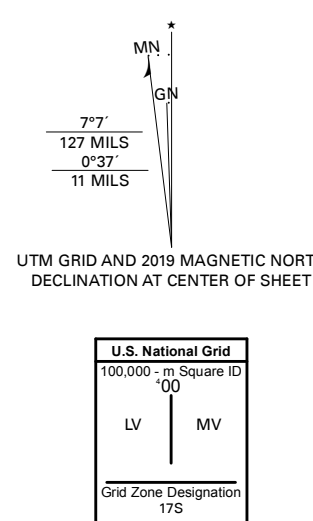 ★
MN
GN
7°7´
127 MILS
0°37´
11 MILS
UTM GRID AND 2019 MAGNETIC NORT
DECLINATION AT CENTER OF SHEET
U.S. National Grid
100,000 - m Square ID
⁴00
LV MV
Grid Zone Designation
17S